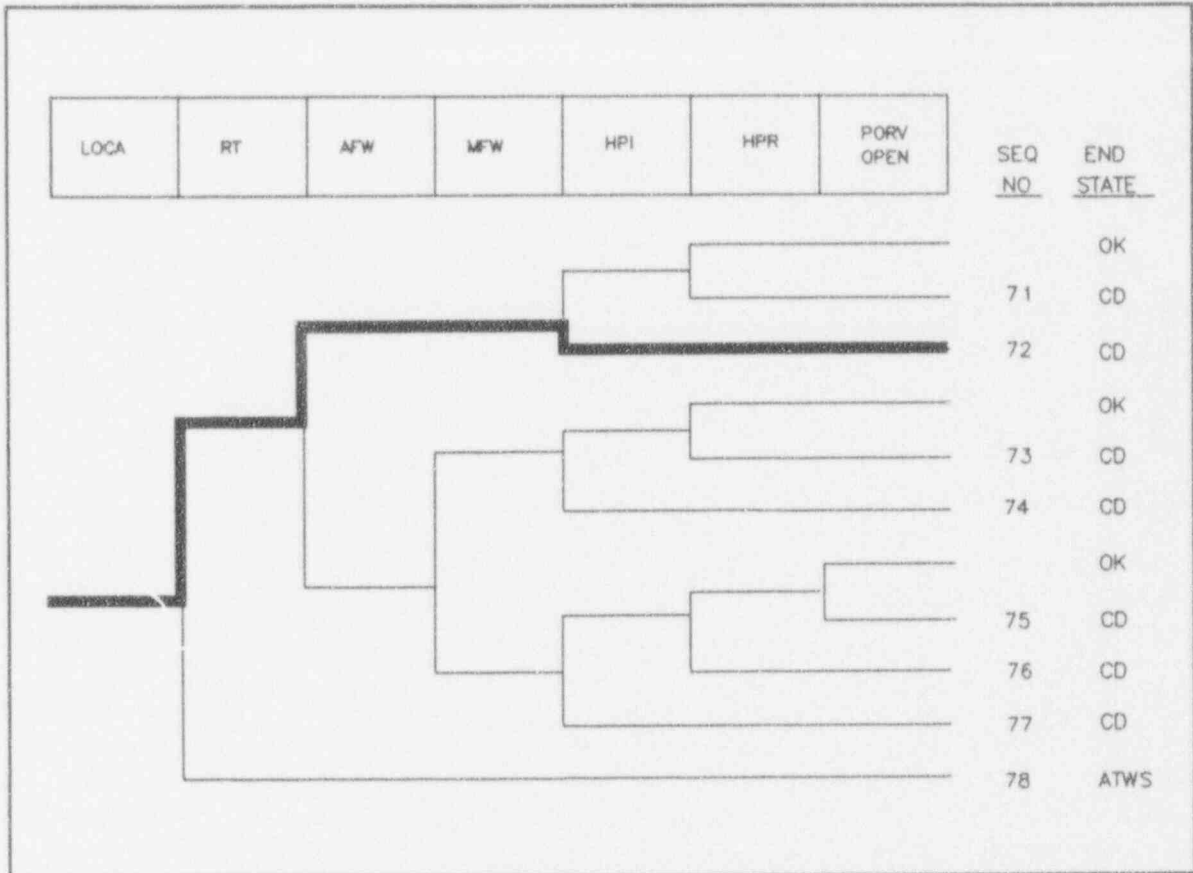 LOCA RT AFW MFW HPI HPR PORV OPEN
SEQ NO END STATE
OK
71 CD
72 CD
OK
73 CD
74 CD
OK
75 CD
76 CD
77 CD
78 ATWS